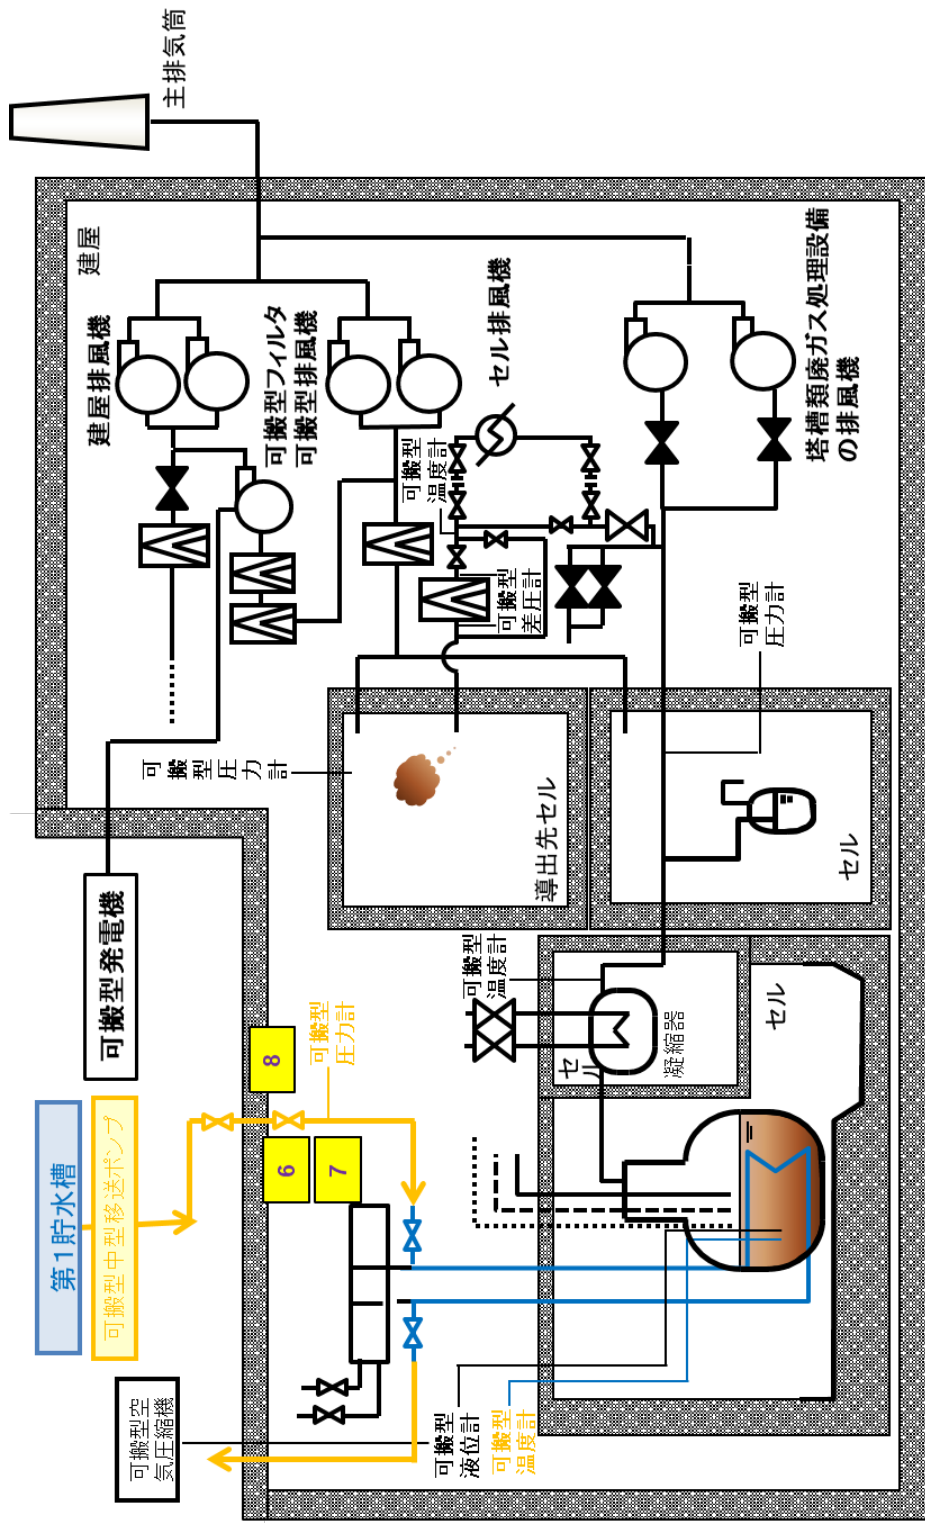 主排気筒
建屋
建屋排風機
可搬型フィルタ
可搬型排風機
セル排風機
塔槽類廃ガス処理設備
の排風機
可搬型
温度計
可搬型
差圧計
可搬型
圧力計
可搬型圧力計
導出先セル
セル
可搬型発電機
可搬型
温度計
セル
凝縮器
セル
8
可搬型
圧力計
6
7
第1貯水槽
可搬型中型移送ポンプ
可搬型空
気圧縮機
可搬型
液位計
可搬型
温度計